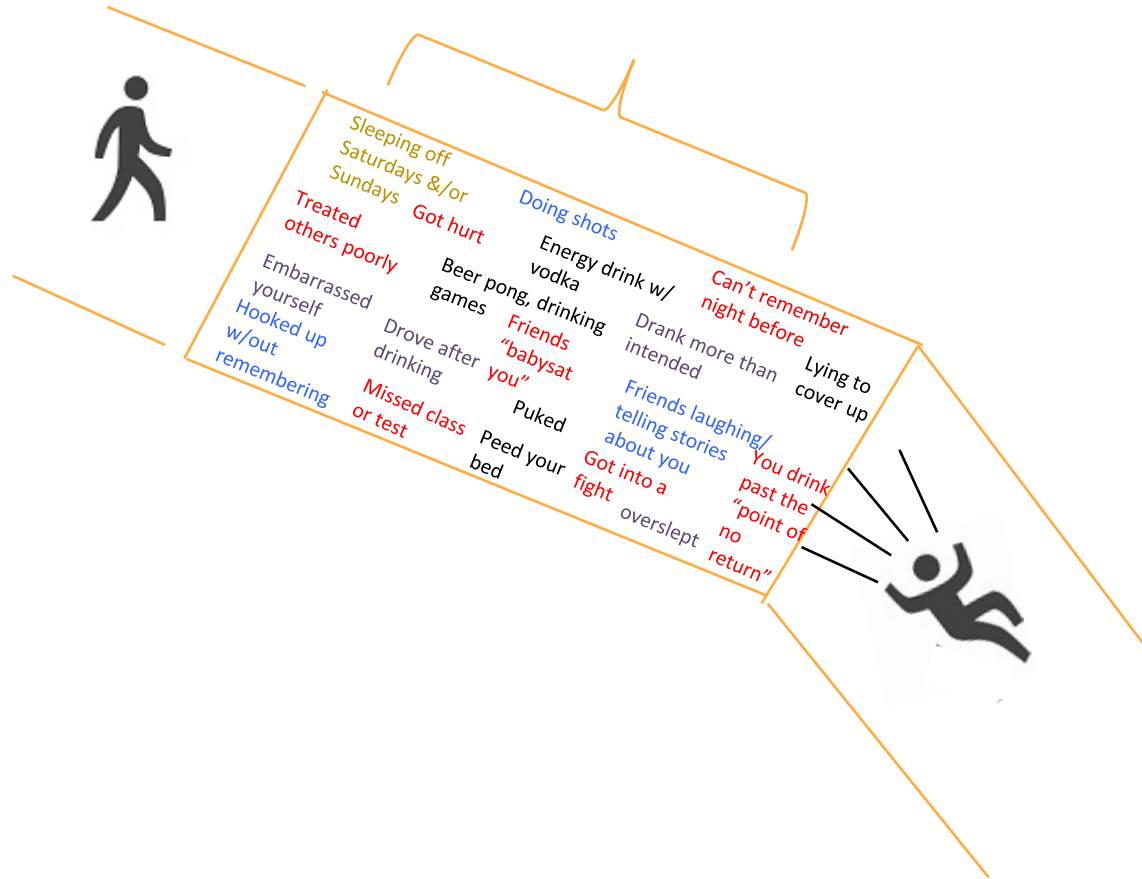 Sleeping off
Saturdays &/or
Sundays
Treated
others poorly
Got hurt
Doing shots
Embarrassed
yourself
Beer pong, drinking
games
Energy drink w/
vodka
Can’t remember
night before
Hooked up
w/out
remembering
Drove after
drinking
Friends
“babysat
you”
Drank more than
intended
Lying to
cover up
Missed class
or test
Puked
Friends laughing/
telling stories
about you
Peed your
bed
Got into a
fight
You drink
past the
“point of
no
return”
overslept